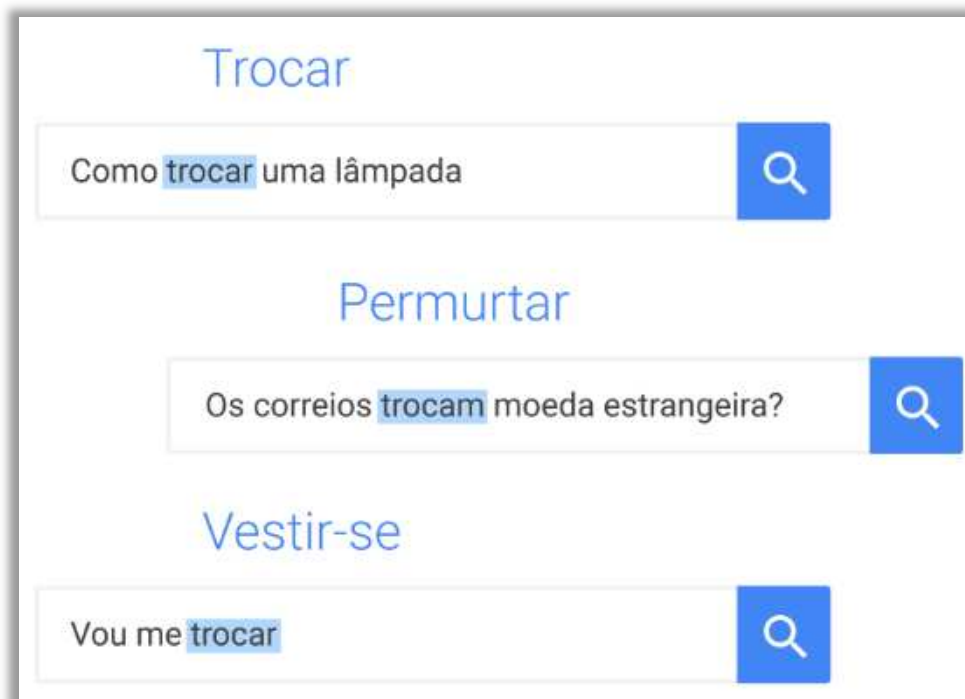 Trocar
Como trocar uma lâmpada
Permurtar
Os correios trocam moeda estrangeira?
Vestir-se
Vou me trocar